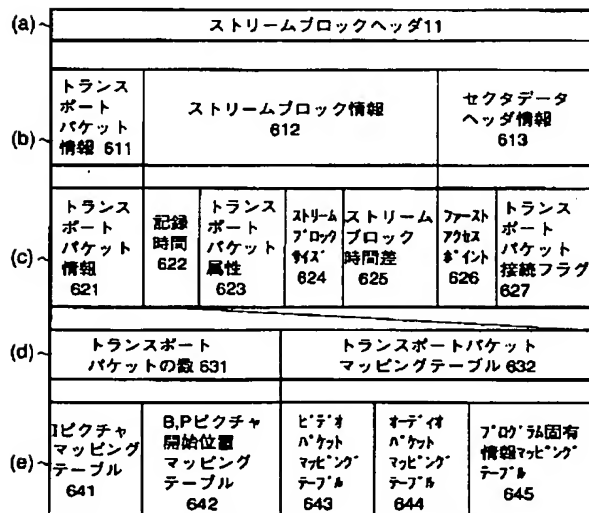 (a)
ストリームブロックヘッダ11
(b)
トランス
ポート
パケット
情報 611
ストリームブロック情報
612
セクタデータ
ヘッダ情報
613
(c)
トランス
ポート
パケット
情報
621
記録
時間
622
トランス
ポート
パケット
属性
623
ストリーム
ブロック
サイズ
624
ストリーム
ブロック
時間差
625
ファースト
アクセス
ポイント
626
トランス
ポート
パケット
接続フラグ
627
(d)
トランスポート
パケットの数 631
トランスポートパケット
マッピングテーブル 632
(e)
Iピクチャ
マッピング
テーブル
641
B,Pピクチャ
開始位置
マッピング
テーブル
642
ビデオ
パケット
マッピング
テーブル
643
オーディオ
パケット
マッピング
テーブル
644
プログラム固有
情報マッピング
テーブル
645